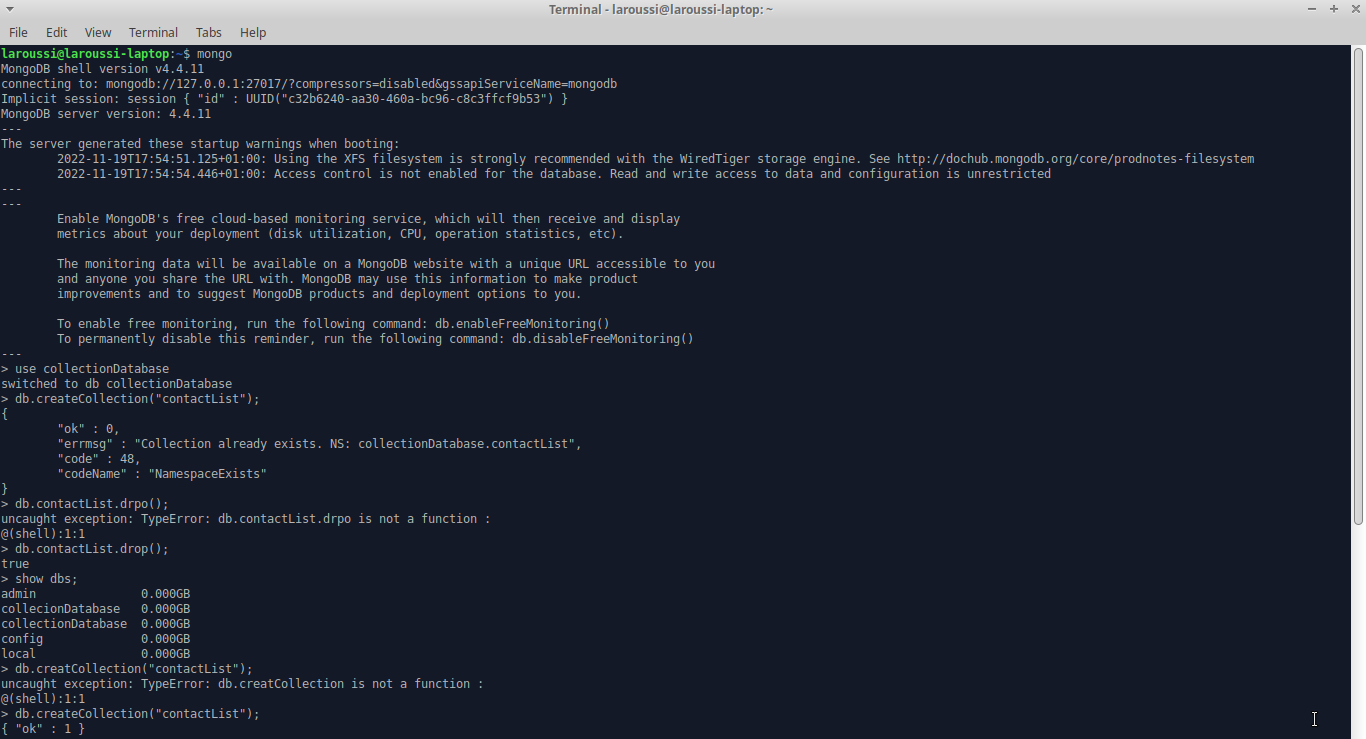 Terminal - laroussi@laroussi-laptop: ~
File Edit View Terminal Tabs Help
laroussi@laroussi-laptop:~$ mongo
MongoDB shell version v4.4.11
connecting to: mongodb://127.0.0.1:27017/?compressors=disabled&gssapiServiceName=mongodb
Implicit session: session { "id" : UUID("c32b6240-aa30-460a-bc96-c8c3ffcf9b53") }
MongoDB server version: 4.4.11
---
The server generated these startup warnings when booting:
        2022-11-19T17:54:51.125+01:00: Using the XFS filesystem is strongly recommended with the WiredTiger storage engine. See http://dochub.mongodb.org/core/prodnotes-filesystem
        2022-11-19T17:54:54.446+01:00: Access control is not enabled for the database. Read and write access to data and configuration is unrestricted
---
---
        Enable MongoDB's free cloud-based monitoring service, which will then receive and display
        metrics about your deployment (disk utilization, CPU, operation statistics, etc).

        The monitoring data will be available on a MongoDB website with a unique URL accessible to you
        and anyone you share the URL with. MongoDB may use this information to make product
        improvements and to suggest MongoDB products and deployment options to you.

        To enable free monitoring, run the following command: db.enableFreeMonitoring()
        To permanently disable this reminder, run the following command: db.disableFreeMonitoring()
---
> use collectionDatabase
switched to db collectionDatabase
> db.createCollection("contactList");
{
        "ok" : 0,
        "errmsg" : "Collection already exists. NS: collectionDatabase.contactList",
        "code" : 48,
        "codeName" : "NamespaceExists"
}
> db.contactList.drpo();
uncaught exception: TypeError: db.contactList.drpo is not a function :
@(shell):1:1
> db.contactList.drop();
true
> show dbs;
admin               0.000GB
collecionDatabase   0.000GB
collectionDatabase  0.000GB
config              0.000GB
local               0.000GB
> db.creatCollection("contactList");
uncaught exception: TypeError: db.creatCollection is not a function :
@(shell):1:1
> db.createCollection("contactList");
{ "ok" : 1 }